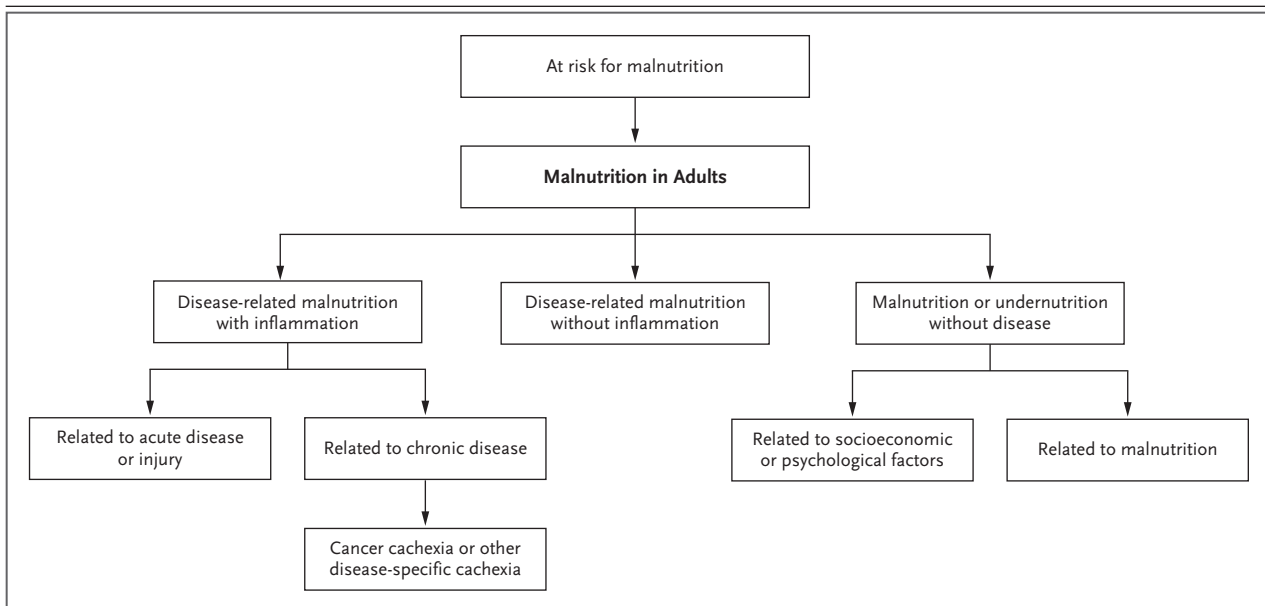 At risk for malnutrition
Malnutrition in Adults
Disease-related malnutrition
with inflammation
Disease-related malnutrition
without inflammation
Malnutrition or undernutrition
without disease
Related to acute disease
or injury
Related to chronic disease
Related to socioeconomic
or psychological factors
Related to malnutrition
Cancer cachexia or other
disease-specific cachexia